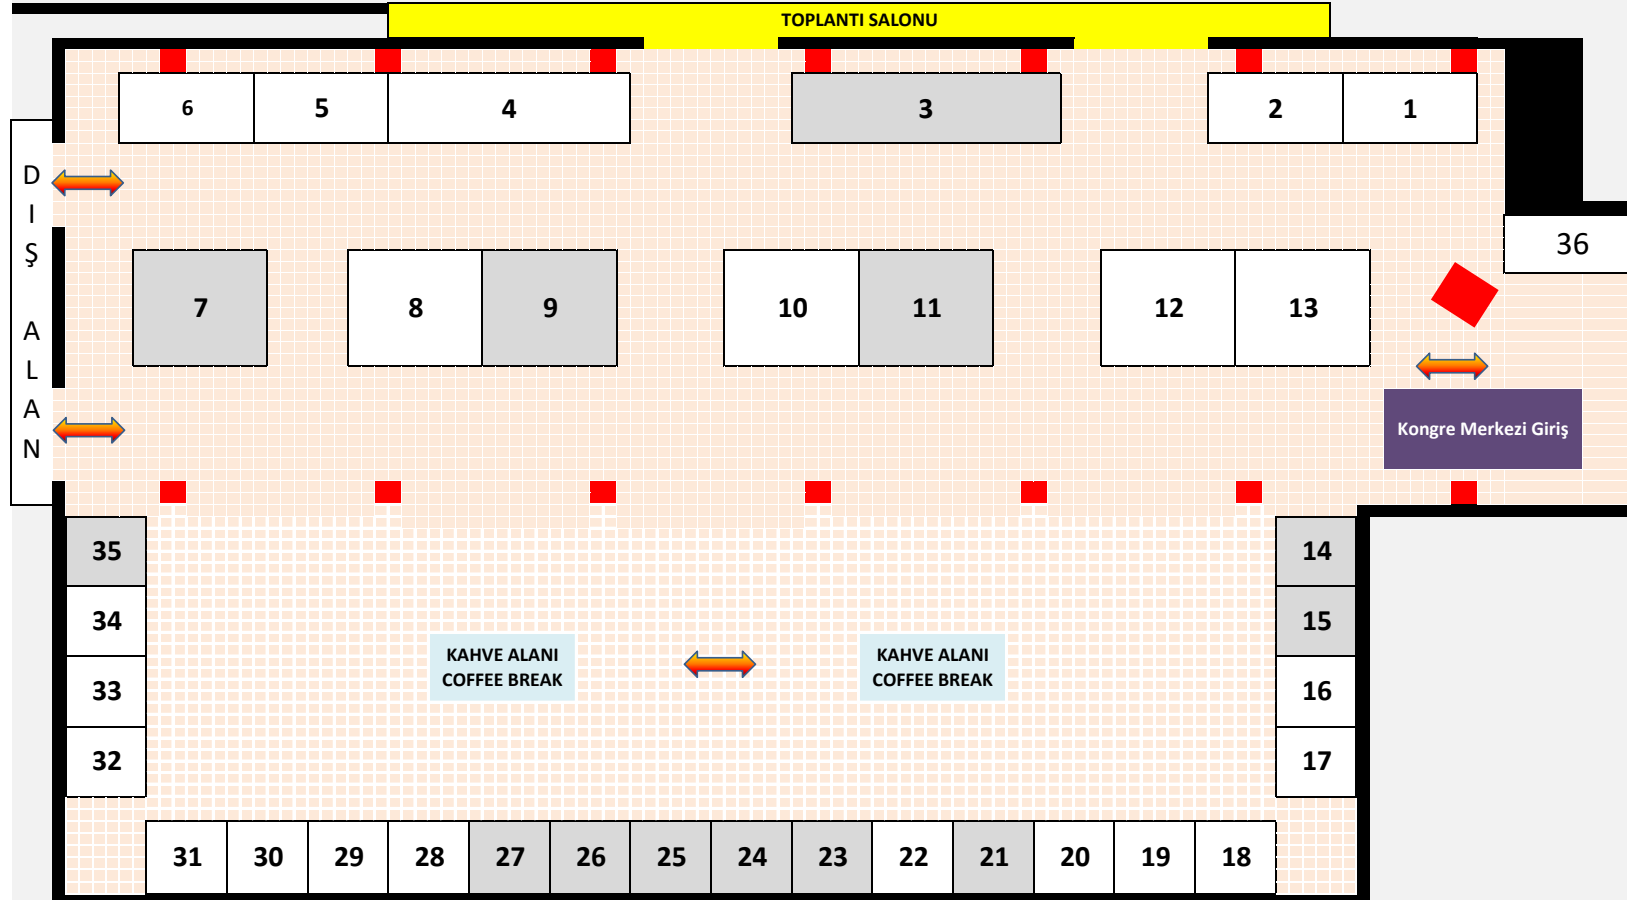 TOPLANTI SALONU
6
5
4
3
2
1
D
I
Ş
A
L
A
N
36
7
8
9
10
11
12
13
Kongre Merkezi Giriş
35
14
34
15
KAHVE ALANI
COFFEE BREAK
KAHVE ALANI
COFFEE BREAK
33
16
32
17
31
30
29
28
27
26
25
24
23
22
21
20
19
18